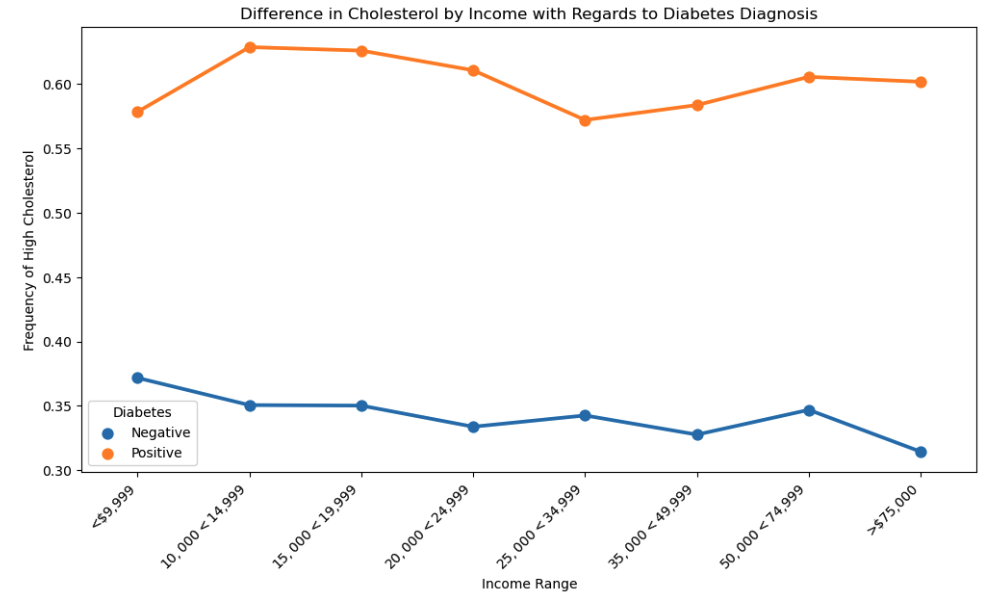 Difference in Cholesterol by Income with Regards to Diabetes Diagnosis
Frequency of High Cholesterol
0.60
0.55
0.50
0.45
0.40
0.35
0.30
Diabetes
Negative
Positive
<$9,999
10,000<14,999
15,000<19,999
20,000<24,999
25,000<34,999
35,000<49,999
50,000<74,999
>$75,000
Income Range